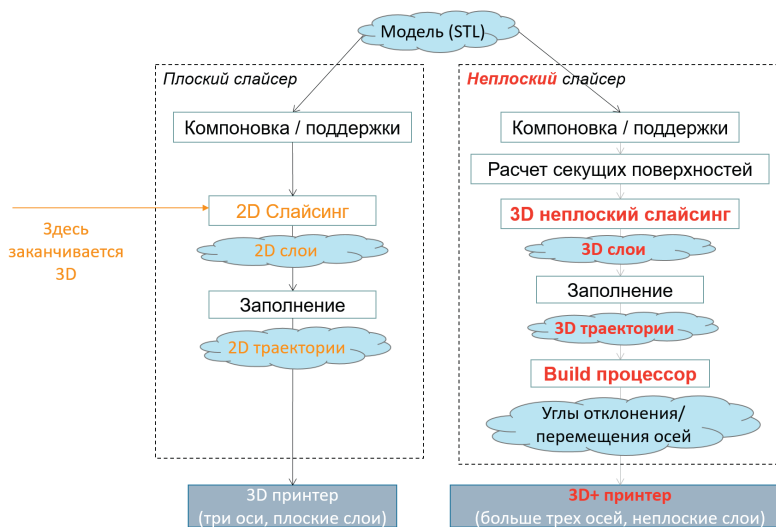 Модель (STL)
Плоский слайсер
Компоновка / поддержки
Здесь
заканчивается
3D
2D Слайсинг
2D слои
Заполнение
2D траектории
3D принтер
(три оси, плоские слои)
Неплоский слайсер
Компоновка / поддержки
Расчет секущих поверхностей
3D неплоский слайсинг
3D слои
Заполнение
3D траектории
Build процессор
Углы отклонения/
перемещения осей
3D+ принтер
(больше трех осей, неплоские слои)